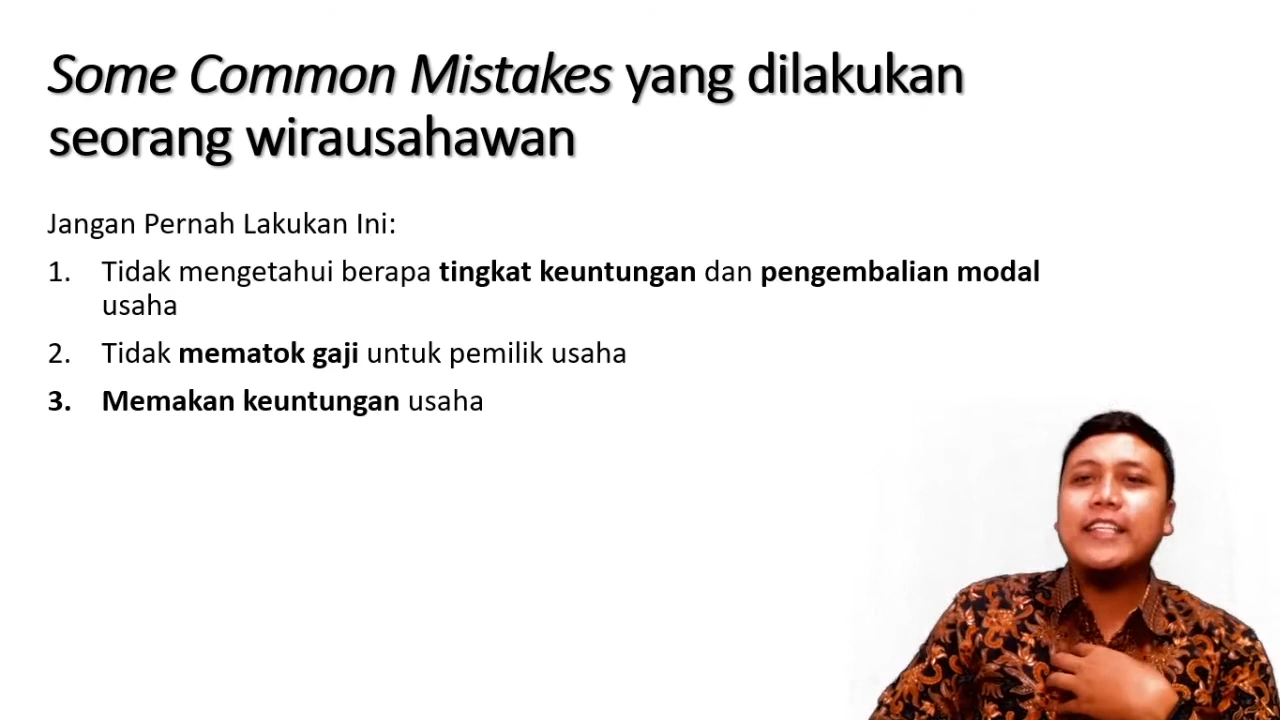 Some Common Mistakes yang dilakukan
seorang wirausahawan
Jangan Pernah Lakukan Ini:
1. Tidak mengetahui berapa tingkat keuntungan dan pengembalian modal
usaha
2. Tidak mematok gaji untuk pemilik usaha
3. Memakan keuntungan usaha